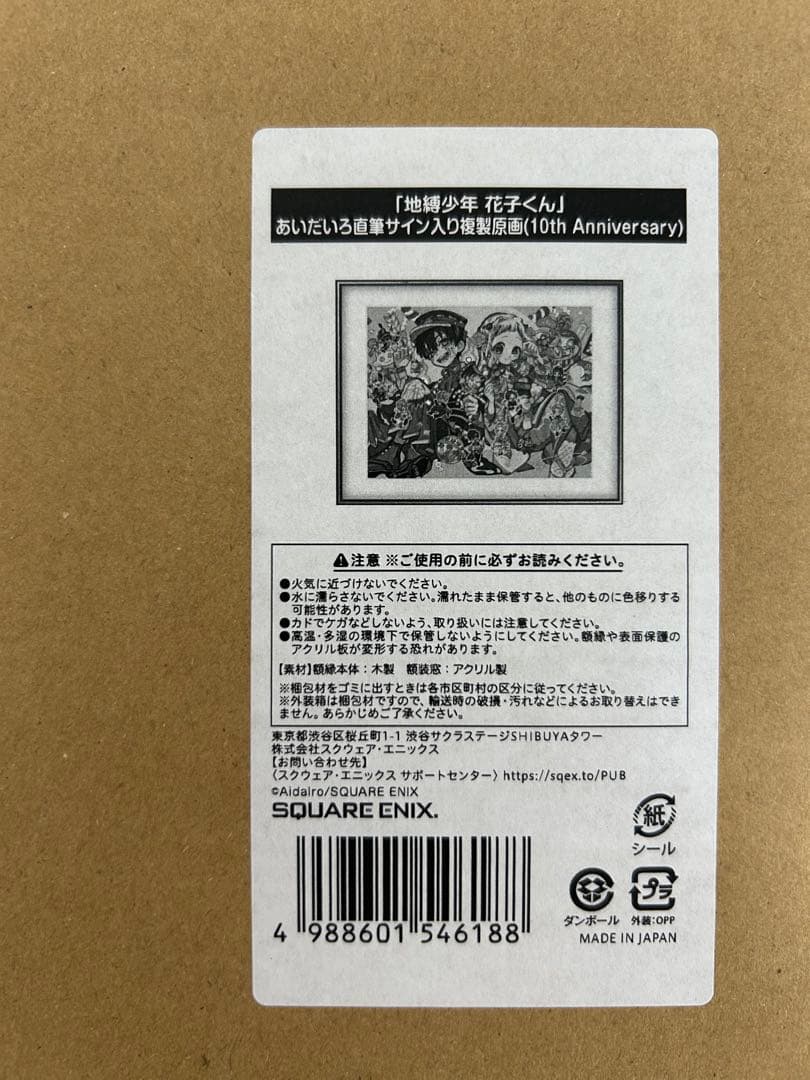 「地縛少年 花子くん」
あいだいろ直筆サイン入り複製原画(10th Anniversary)
⚠注意 ※ご使用の前に必ずお読みください。
●火気に近づけないでください。
●水に濡らさないでください。濡れたまま保管すると、他のものに色移りする
可能性があります。
●カドでケガなどしないよう、取り扱いには注意してください。
●高温・多湿の環境下で保管しないようにしてください。額縁や表面保護の
アクリル板が変形する恐れがあります。
【素材】額縁本体：木製 額装窓：アクリル製
※梱包材をゴミに出すときは各市区町村の区分に従ってください。
※外装箱は梱包材ですので、輸送時の破損・汚れなどによるお取り替えはでき
ません。あらかじめご了承ください。
東京都渋谷区桜丘町1-1 渋谷サクラステージSHIBUYAタワー
株式会社スクウェア・エニックス
【お問い合わせ先】
〈スクウェア・エニックス サポートセンター〉 https://sqex.to/PUB
©AidaIro/SQUARE ENIX
SQUARE ENIX.
紙
シール
プラ
ダンボール 外装:OPP
MADE IN JAPAN
4 988601 546188